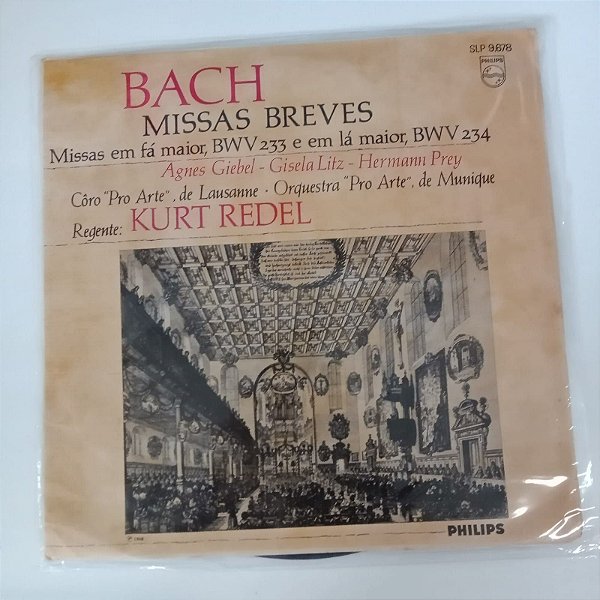 SLP 9.678
PHILIPS
BACH
MISSAS BREVES
Missas em fá maior, BWV 233 e em lá maior, BWV 234
Agnes Giebel - Gisela Litz - Hermann Prey
Côro "Pro Arte", de Lausanne · Orquestra "Pro Arte", de Munique
Regente: KURT REDEL
PHILIPS